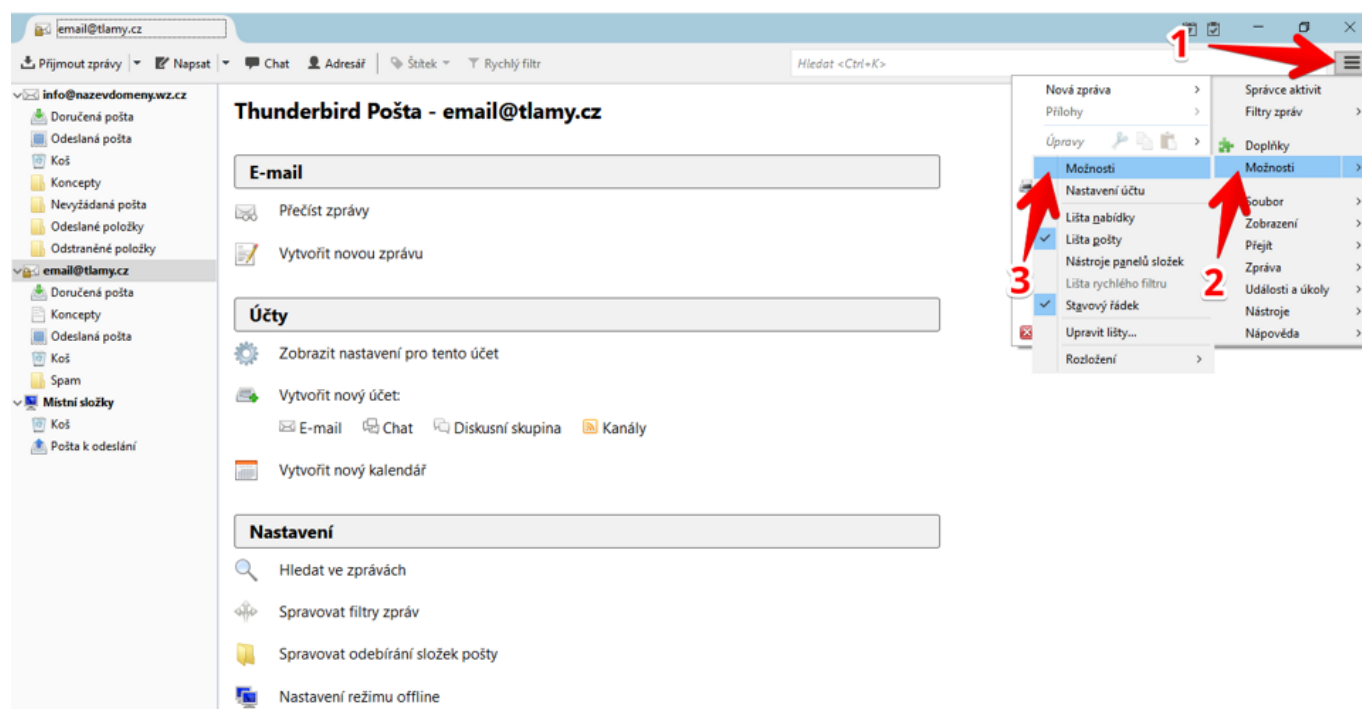 email@tlamy.cz
1
Přijmout zprávy Napsat Chat Adresář Štítek Rychlý filtr Hledat <Ctrl+K>
info@nazevdomeny.wz.cz
Doručená pošta
Odeslaná pošta
Koš
Koncepty
Nevyžádaná pošta
Odeslané položky
Odstraněné položky
email@tlamy.cz
Doručená pošta
Koncepty
Odeslaná pošta
Koš
Spam
Místní složky
Koš
Pošta k odeslání
Thunderbird Pošta - email@tlamy.cz
E-mail
Přečíst zprávy
Vytvořit novou zprávu
Účty
Zobrazit nastavení pro tento účet
Vytvořit nový účet:
E-mail Chat Diskusní skupina Kanály
Vytvořit nový kalendář
Nastavení
Hledat ve zprávách
Spravovat filtry zpráv
Spravovat odebírání složek pošty
Nastavení režimu offline
Nová zpráva
Přílohy
Úpravy
Možnosti
Nastavení účtu
Lišta nabídky
Lišta pošty
Nástroje panelů složek
Lišta rychlého filtru
Stavový řádek
Upravit lišty...
Rozložení
3
Správce aktivit
Filtry zpráv
Doplňky
Možnosti
Soubor
Zobrazení
Přejít
Zpráva
Události a úkoly
Nástroje
Nápověda
2